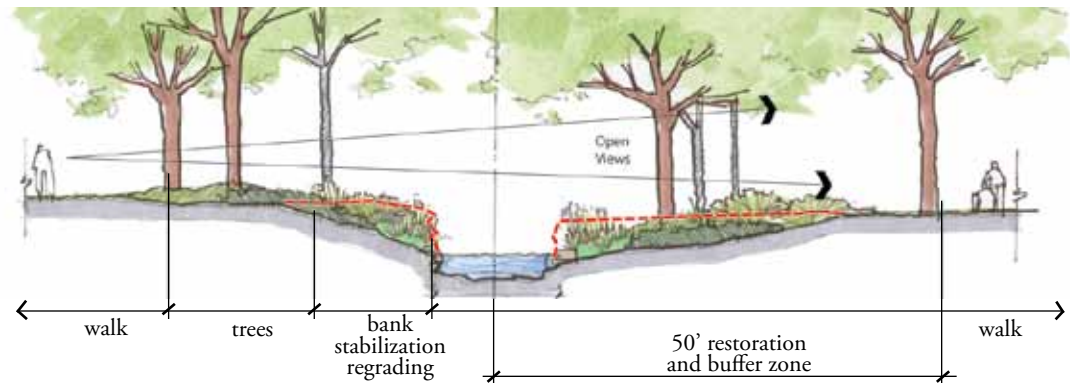 Open
Views
walk
trees
bank
stabilization
regrading
50’ restoration
and buffer zone
walk